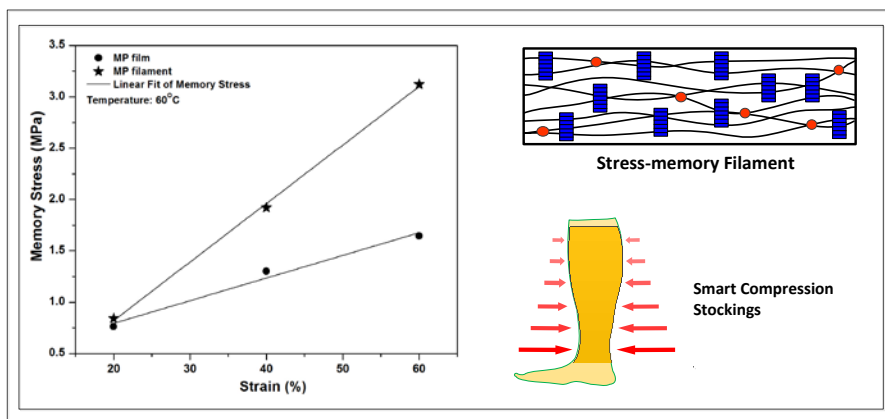 3.5
3.0
2.5
2.0
1.5
1.0
0.5
Memory Stress (MPa)
MP film
MP filament
Linear Fit of Memory Stress
Temperature: 60°C
20
30
40
50
60
Strain (%)
Stress-memory Filament
Smart Compression
Stockings